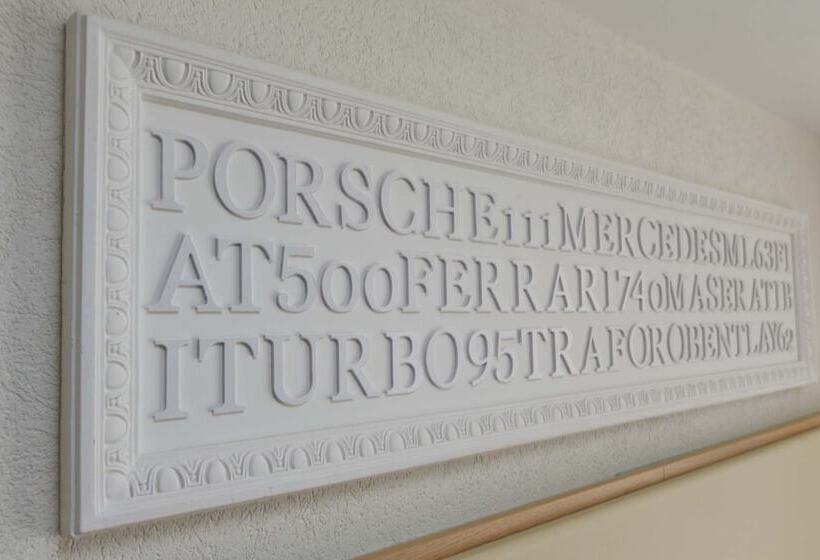 PORSCHE111MERCEDESML63FI
AT500FERRARI740MASERATIB
ITURBO95TRAFOROBENTLAY62